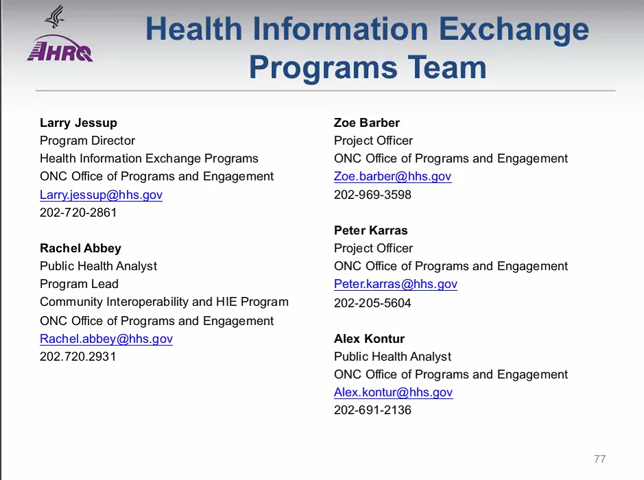 AHRQ
Health Information Exchange
Programs Team
Larry Jessup
Program Director
Health Information Exchange Programs
ONC Office of Programs and Engagement
Larry.jessup@hhs.gov
202-720-2861
Rachel Abbey
Public Health Analyst
Program Lead
Community Interoperability and HIE Program
ONC Office of Programs and Engagement
Rachel.abbey@hhs.gov
202.720.2931
Zoe Barber
Project Officer
ONC Office of Programs and Engagement
Zoe.barber@hhs.gov
202-969-3598
Peter Karras
Project Officer
ONC Office of Programs and Engagement
Peter.karras@hhs.gov
202-205-5604
Alex Kontur
Public Health Analyst
ONC Office of Programs and Engagement
Alex.kontur@hhs.gov
202-691-2136
77